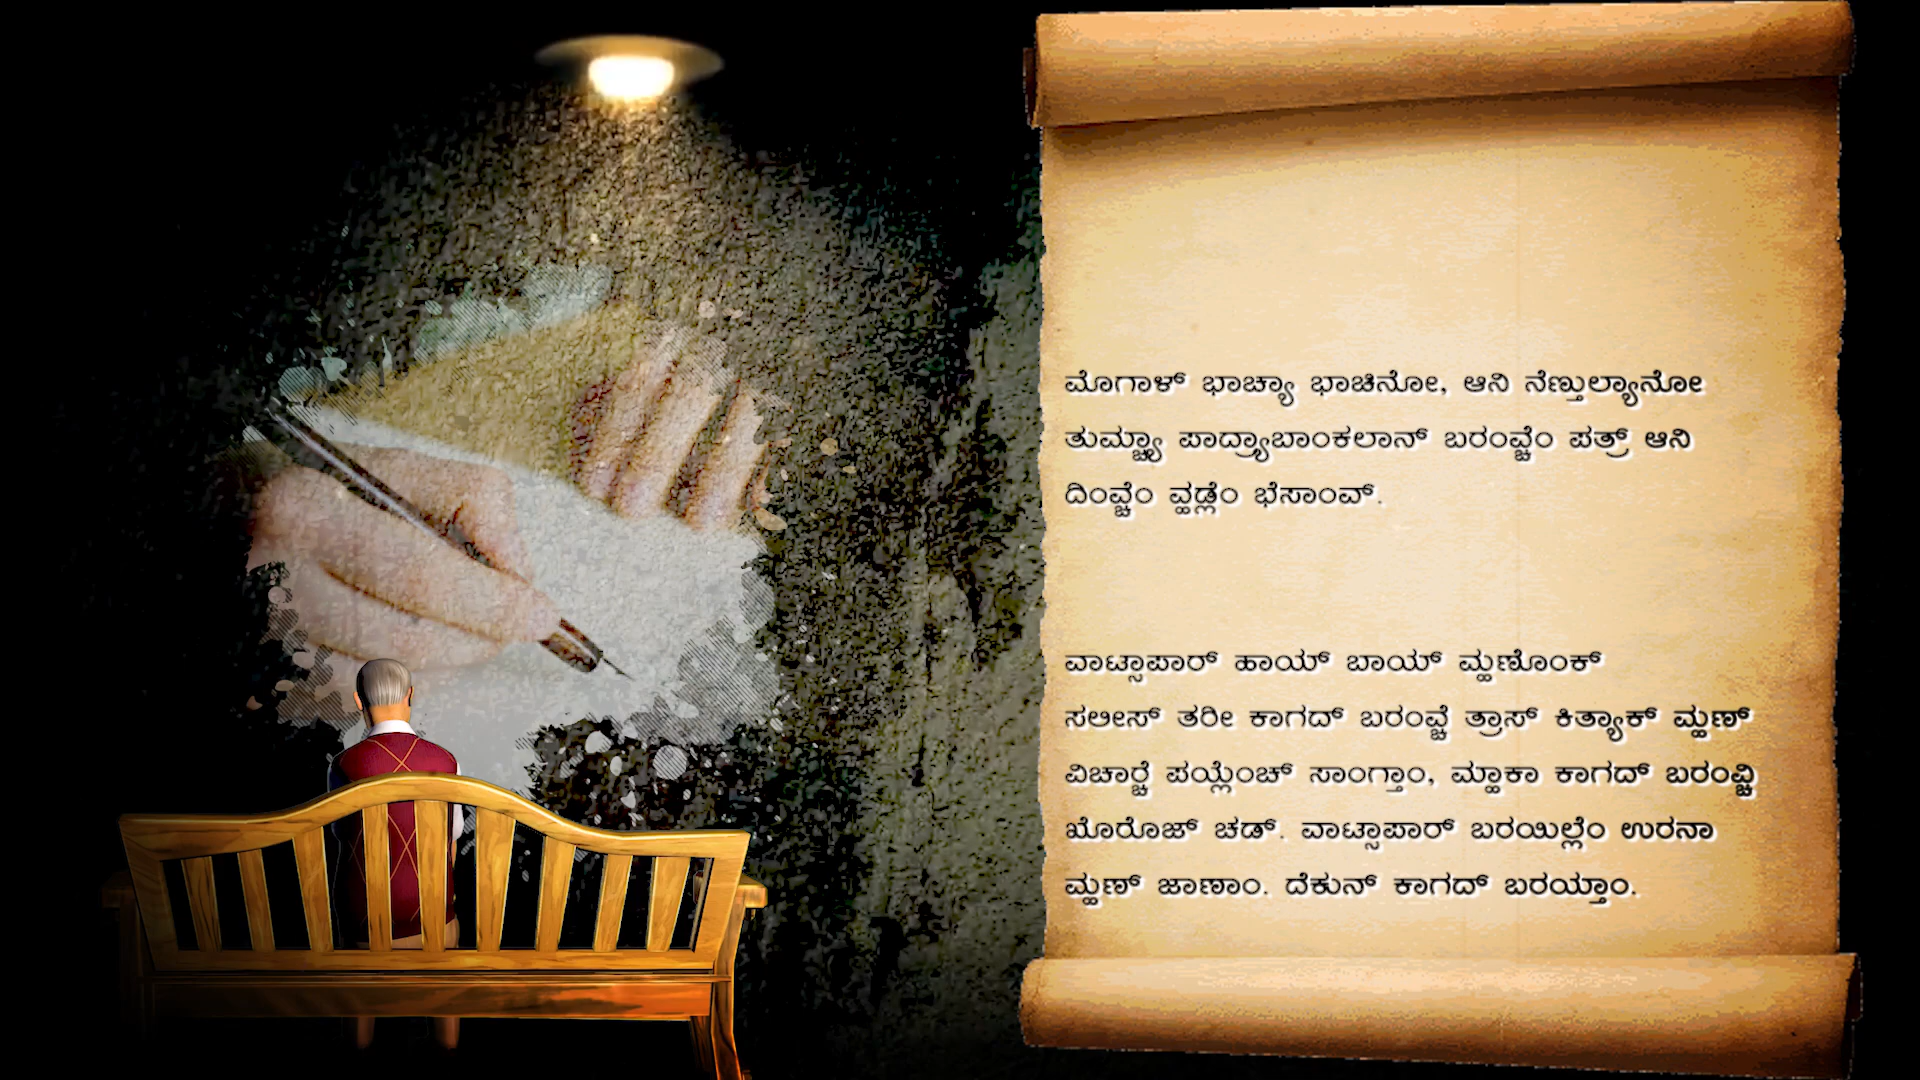 ಮೊಗಾಳ್ ಭಾಚ್ಯಾ ಭಾಚಿನೋ, ಆನಿ ನೆಣ್ತುಲ್ಯಾನೋ
ತುಮ್ಚ್ಯಾ ಪಾದ್ರ್ಯಾಬಾಂಕಲಾನ್ ಬರಂವ್ಚೆಂ ಪತ್ರ್ ಆನಿ
ದಿಂವ್ಚೆಂ ವ್ಹಡ್ಲೆಂ ಭೆಸಾಂವ್.
ವಾಟ್ಸಾಪಾರ್ ಹಾಯ್ ಬಾಯ್ ಮ್ಹಣೊಂಕ್
ಸಲೀಸ್ ತರೀ ಕಾಗದ್ ಬರಂವ್ಚೆ ತ್ರಾಸ್ ಕಿತ್ಯಾಕ್ ಮ್ಹಣ್
ವಿಚಾರ್‍ಚೆ ಪಯ್ಲೆಂಚ್ ಸಾಂಗ್ತಾಂ, ಮ್ಹಾಕಾ ಕಾಗದ್ ಬರಂವ್ಚಿ
ಖೊರೊಜ್ ಚಡ್. ವಾಟ್ಸಾಪಾರ್ ಬರಯಿಲ್ಲೆಂ ಉರನಾ
ಮ್ಹಣ್ ಜಾಣಾಂ. ದೆಕುನ್ ಕಾಗದ್ ಬರಯ್ತಾಂ.